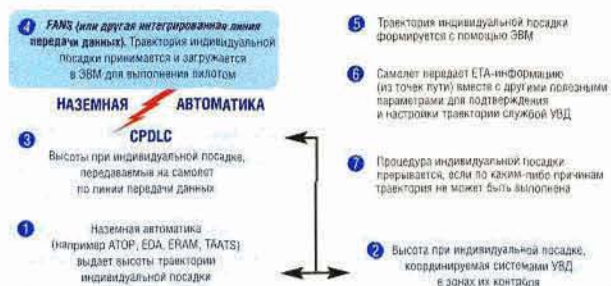 4 FANS (или другая интегрированная линия
передачи данных). Траектория индивидуальной
посадки принимается и загружается
в ЭВМ для выполнения пилотом
НАЗЕМНАЯ АВТОМАТИКА
CPDLC
3
Высоты при индивидуальной посадке,
передаваемые на самолет
по линии передачи данных
1 Наземная автоматика
(например ATOP, EDA, ERAM, TAATS)
выдает высоты траектории
индивидуальной посадки
5 Траектория индивидуальной посадки
формируется с помощью ЭВМ
6 Самолет передает ETA-информацию
(из точек пути) вместе с другими полезными
параметрами для подтверждения
и настройки траектории службой УВД
7 Процедура индивидуальной посадки
прерывается, если по каким-либо причинам
траектория не может быть выполнена
2 Высота при индивидуальной посадке,
координируемая системами УВД
в зонах их контроля